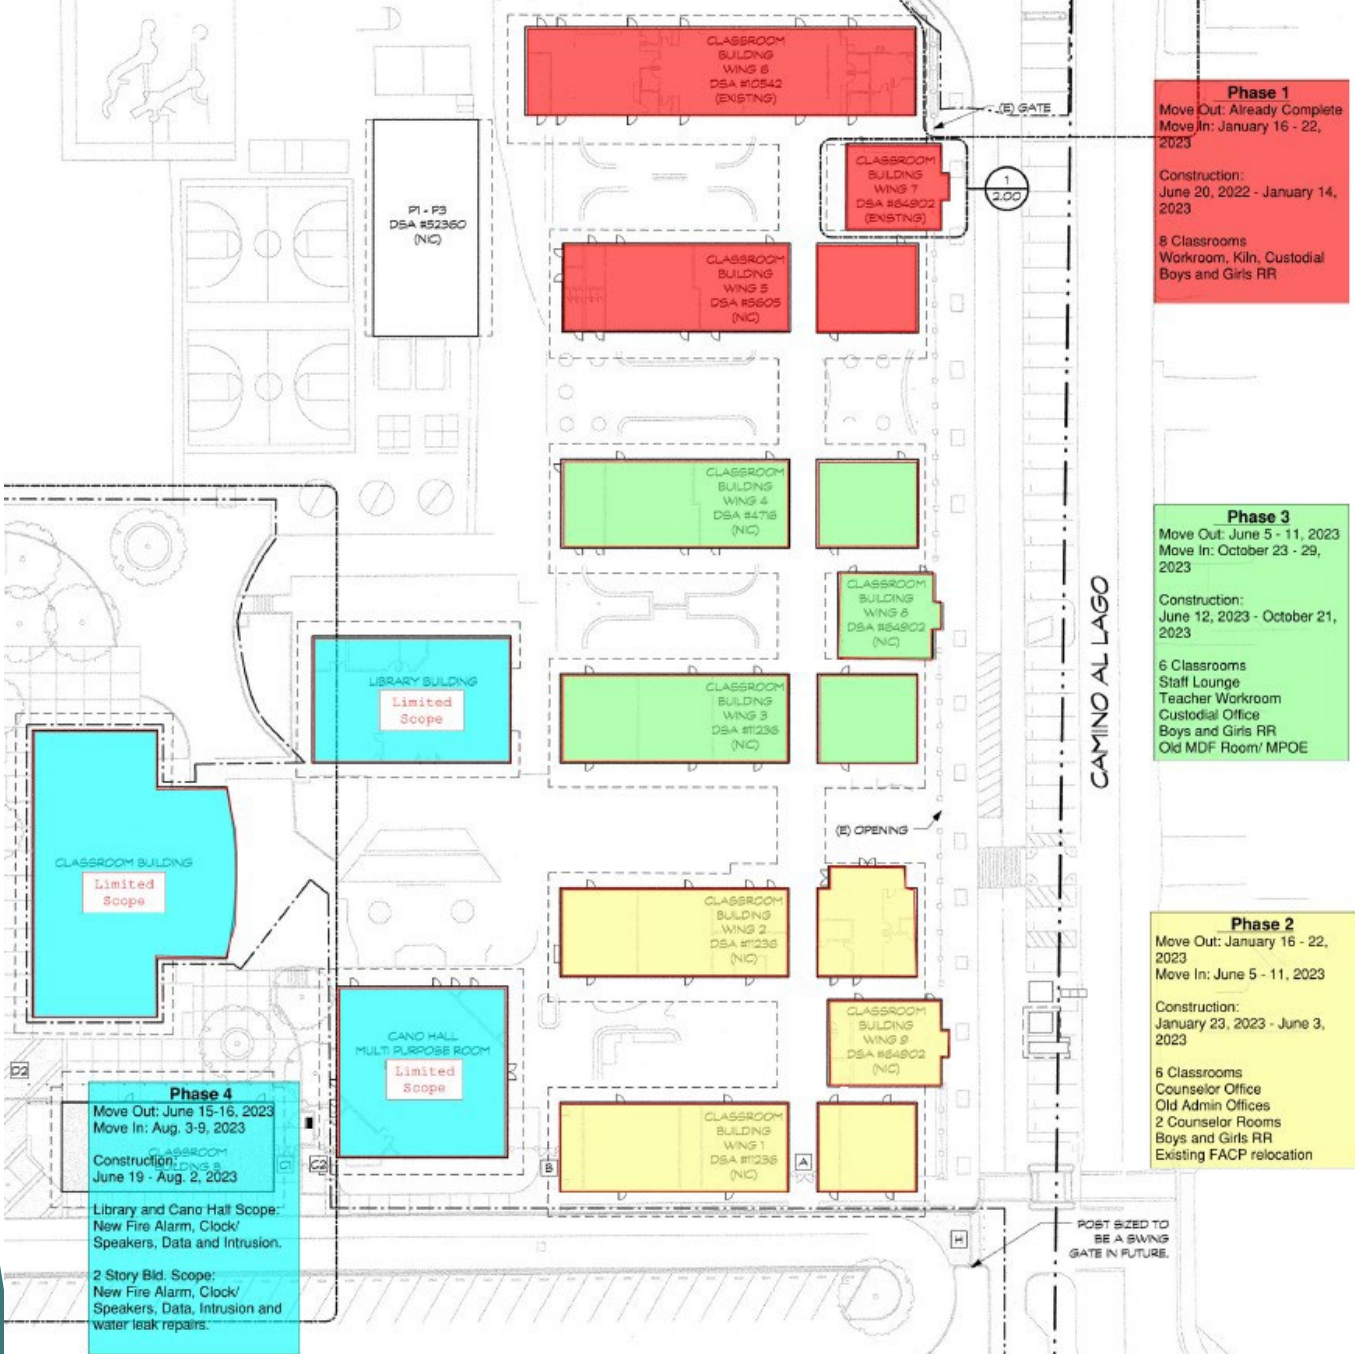 CLASSROOM
BUILDING
WING 6
DSA #10542
(EXISTING)
(E) GATE
Phase 1
Move Out: Already Complete
Move In: January 16 - 22,
2023
Construction:
June 20, 2022 - January 14,
2023
8 Classrooms
Workroom, Kiln, Custodial
Boys and Girls RR
CLASSROOM
BUILDING
WING 7
DSA #64902
(EXISTING)
1
2.00
P1 - P3
DSA #52360
(NIC)
CLASSROOM
BUILDING
WING 5
DSA #5605
(NIC)
CLASSROOM
BUILDING
WING 4
DSA #4716
(NIC)
Phase 3
Move Out: June 5 - 11, 2023
Move In: October 23 - 29,
2023
Construction:
June 12, 2023 - October 21,
2023
6 Classrooms
Staff Lounge
Teacher Workroom
Custodial Office
Boys and Girls RR
Old MDF Room/ MPOE
CLASSROOM
BUILDING
WING 8
DSA #64902
(NIC)
CAMINO AL LAGO
LIBRARY BUILDING
Limited
Scope
CLASSROOM
BUILDING
WING 3
DSA #11236
(NIC)
(E) OPENING
CLASSROOM BUILDING
Limited
Scope
CLASSROOM
BUILDING
WING 2
DSA #11236
(NIC)
Phase 2
Move Out: January 16 - 22,
2023
Move In: June 5 - 11, 2023
Construction:
January 23, 2023 - June 3,
2023
6 Classrooms
Counselor Office
Old Admin Offices
2 Counselor Rooms
Boys and Girls RR
Existing FACP relocation
CANO HALL
MULTI PURPOSE ROOM
Limited
Scope
CLASSROOM
BUILDING
WING 9
DSA #64902
(NIC)
D2
Phase 4
Move Out: June 15-16, 2023
Move In: Aug. 3-9, 2023
Construction:
June 19 - Aug. 2, 2023
Library and Cano Hall Scope:
New Fire Alarm, Clock/
Speakers, Data and Intrusion.
2 Story Bld. Scope:
New Fire Alarm, Clock/
Speakers, Data, Intrusion and
water leak repairs.
CLASSROOM
BUILDING B
C2
B
CLASSROOM
BUILDING
WING 1
DSA #11236
(NIC)
A
H
POST SIZED TO
BE A SWING
GATE IN FUTURE.